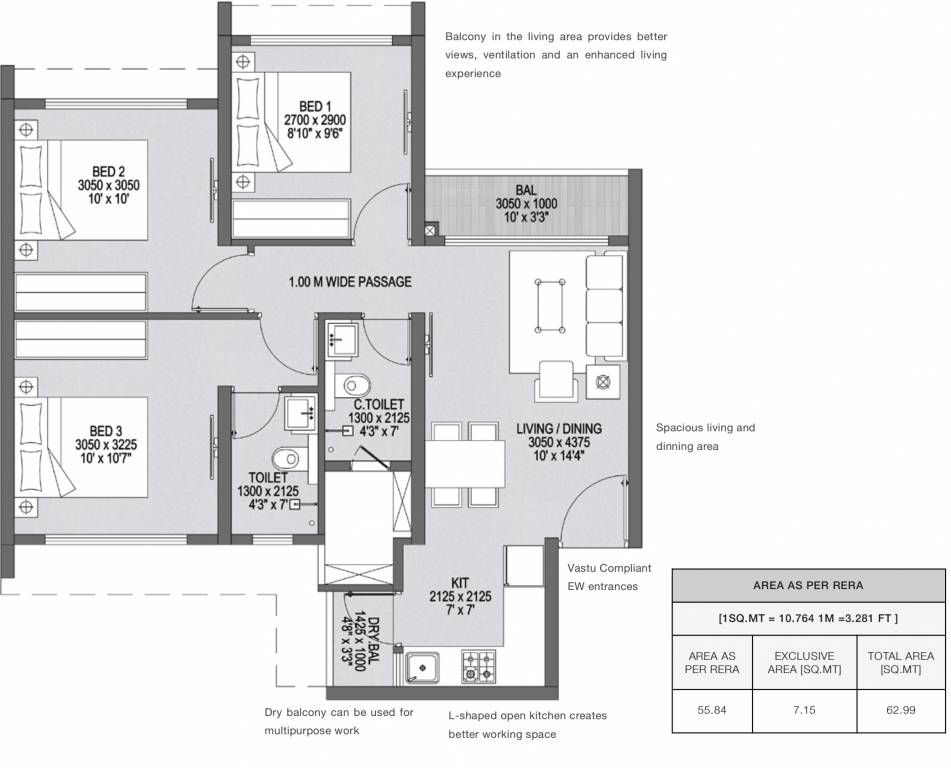 Balcony in the living area provides better
views, ventilation and an enhanced living
experience
BED 1
2700 x 2900
8'10" x 9'6"
BED 2
3050 x 3050
10' x 10'
BAL
3050 x 1000
10' x 3'3"
1.00 M WIDE PASSAGE
C.TOILET
1300 x 2125
4'3" x 7'
LIVING / DINING
3050 x 4375
10' x 14'4"
Spacious living and
dinning area
BED 3
3050 x 3225
10' x 10'7"
TOILET
1300 x 2125
4'3" x 7'
KIT
2125 x 2125
7' x 7'
Vastu Compliant
EW entrances
DRY.BAL
1425 x 1000
4'8" x 3'3"
AREA AS PER RERA
[1SQ.MT = 10.764 1M =3.281 FT ]
AREA AS
PER RERA
EXCLUSIVE
AREA [SQ.MT]
TOTAL AREA
[SQ.MT]
55.84
7.15
62.99
Dry balcony can be used for
multipurpose work
L-shaped open kitchen creates
better working space